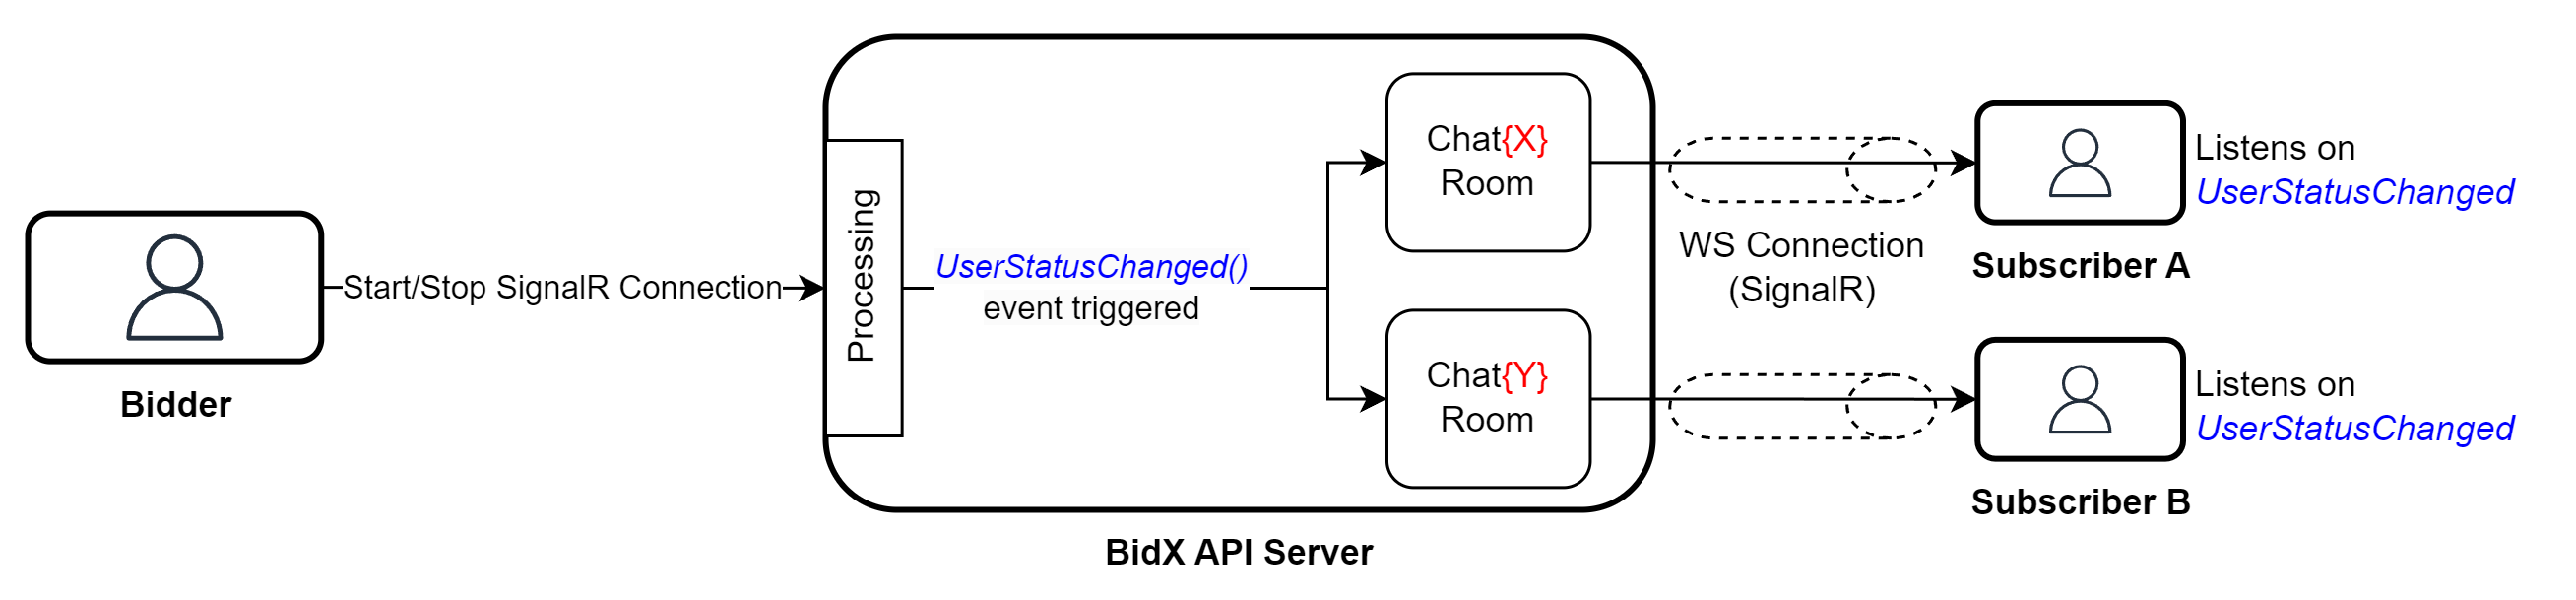 Bidder
Start/Stop SignalR Connection
Processing
UserStatusChanged()
event triggered
Chat{X}
Room
Chat{Y}
Room
BidX API Server
WS Connection
(SignalR)
Listens on
UserStatusChanged
Subscriber A
Listens on
UserStatusChanged
Subscriber B